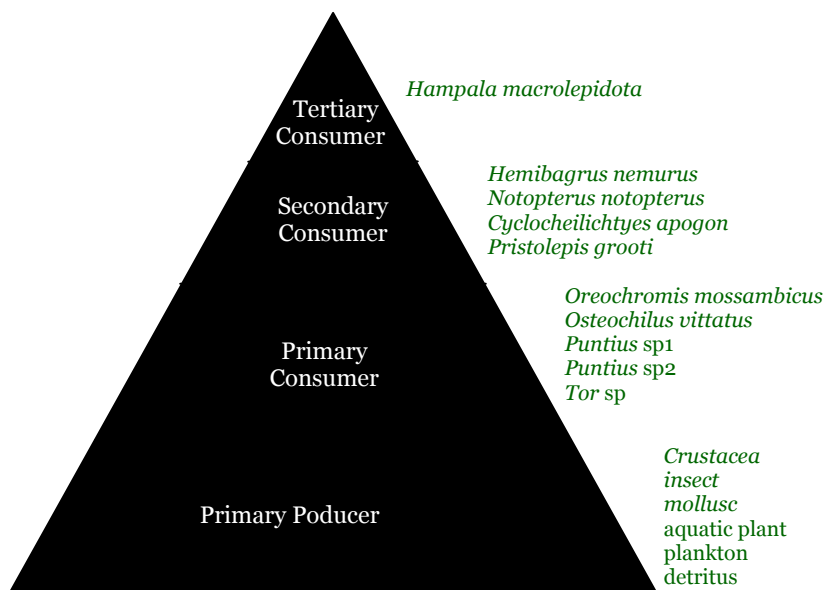 Tertiary
Consumer
Hampala macrolepidota
Secondary
Consumer
Hemibagrus nemurus
Notopterus notopterus
Cyclocheilichtyes apogon
Pristolepis grooti
Primary
Consumer
Oreochromis mossambicus
Osteochilus vittatus
Puntius sp1
Puntius sp2
Tor sp
Primary Poducer
Crustacea
insect
mollusc
aquatic plant
plankton
detritus